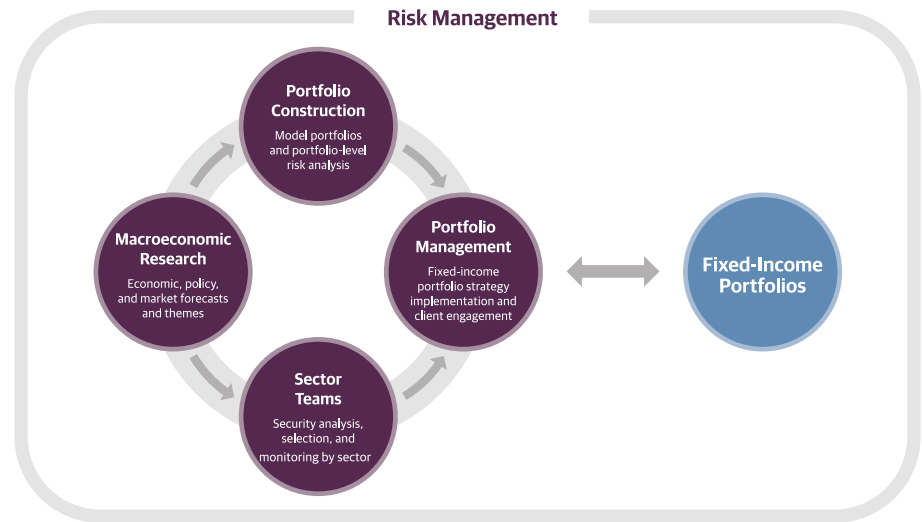 Risk Management
Portfolio
Construction
Model portfolios
and portfolio-level
risk analysis
Macroeconomic
Research
Economic, policy,
and market forecasts
and themes
Portfolio
Management
Fixed-income
portfolio strategy
implementation and
client engagement
Fixed-Income
Portfolios
Sector
Teams
Security analysis,
selection, and
monitoring by sector